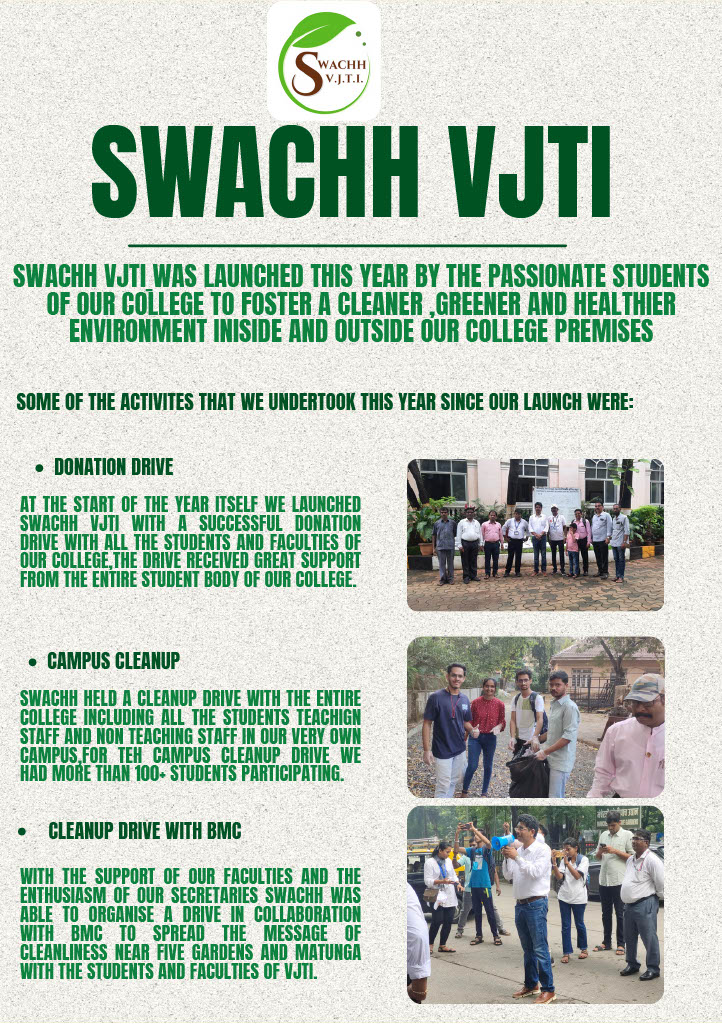 SWACHH
V.J.T.I.
SWACHH VJTI
SWACHH VJTI WAS LAUNCHED THIS YEAR BY THE PASSIONATE STUDENTS
OF OUR COLLEGE TO FOSTER A CLEANER ,GREENER AND HEALTHIER
ENVIRONMENT INISIDE AND OUTSIDE OUR COLLEGE PREMISES
SOME OF THE ACTIVITES THAT WE UNDERTOOK THIS YEAR SINCE OUR LAUNCH WERE:
• DONATION DRIVE
AT THE START OF THE YEAR ITSELF WE LAUNCHED
SWACHH VJTI WITH A SUCCESSFUL DONATION
DRIVE WITH ALL THE STUDENTS AND FACULTIES OF
OUR COLLEGE,THE DRIVE RECEIVED GREAT SUPPORT
FROM THE ENTIRE STUDENT BODY OF OUR COLLEGE.
• CAMPUS CLEANUP
SWACHH HELD A CLEANUP DRIVE WITH THE ENTIRE
COLLEGE INCLUDING ALL THE STUDENTS TEACHIGN
STAFF AND NON TEACHING STAFF IN OUR VERY OWN
CAMPUS,FOR TEH CAMPUS CLEANUP DRIVE WE
HAD MORE THAN 100+ STUDENTS PARTICIPATING.
• CLEANUP DRIVE WITH BMC
WITH THE SUPPORT OF OUR FACULTIES AND THE
ENTHUSIASM OF OUR SECRETARIES SWACHH WAS
ABLE TO ORGANISE A DRIVE IN COLLABORATION
WITH BMC TO SPREAD THE MESSAGE OF
CLEANLINESS NEAR FIVE GARDENS AND MATUNGA
WITH THE STUDENTS AND FACULTIES OF VJTI.